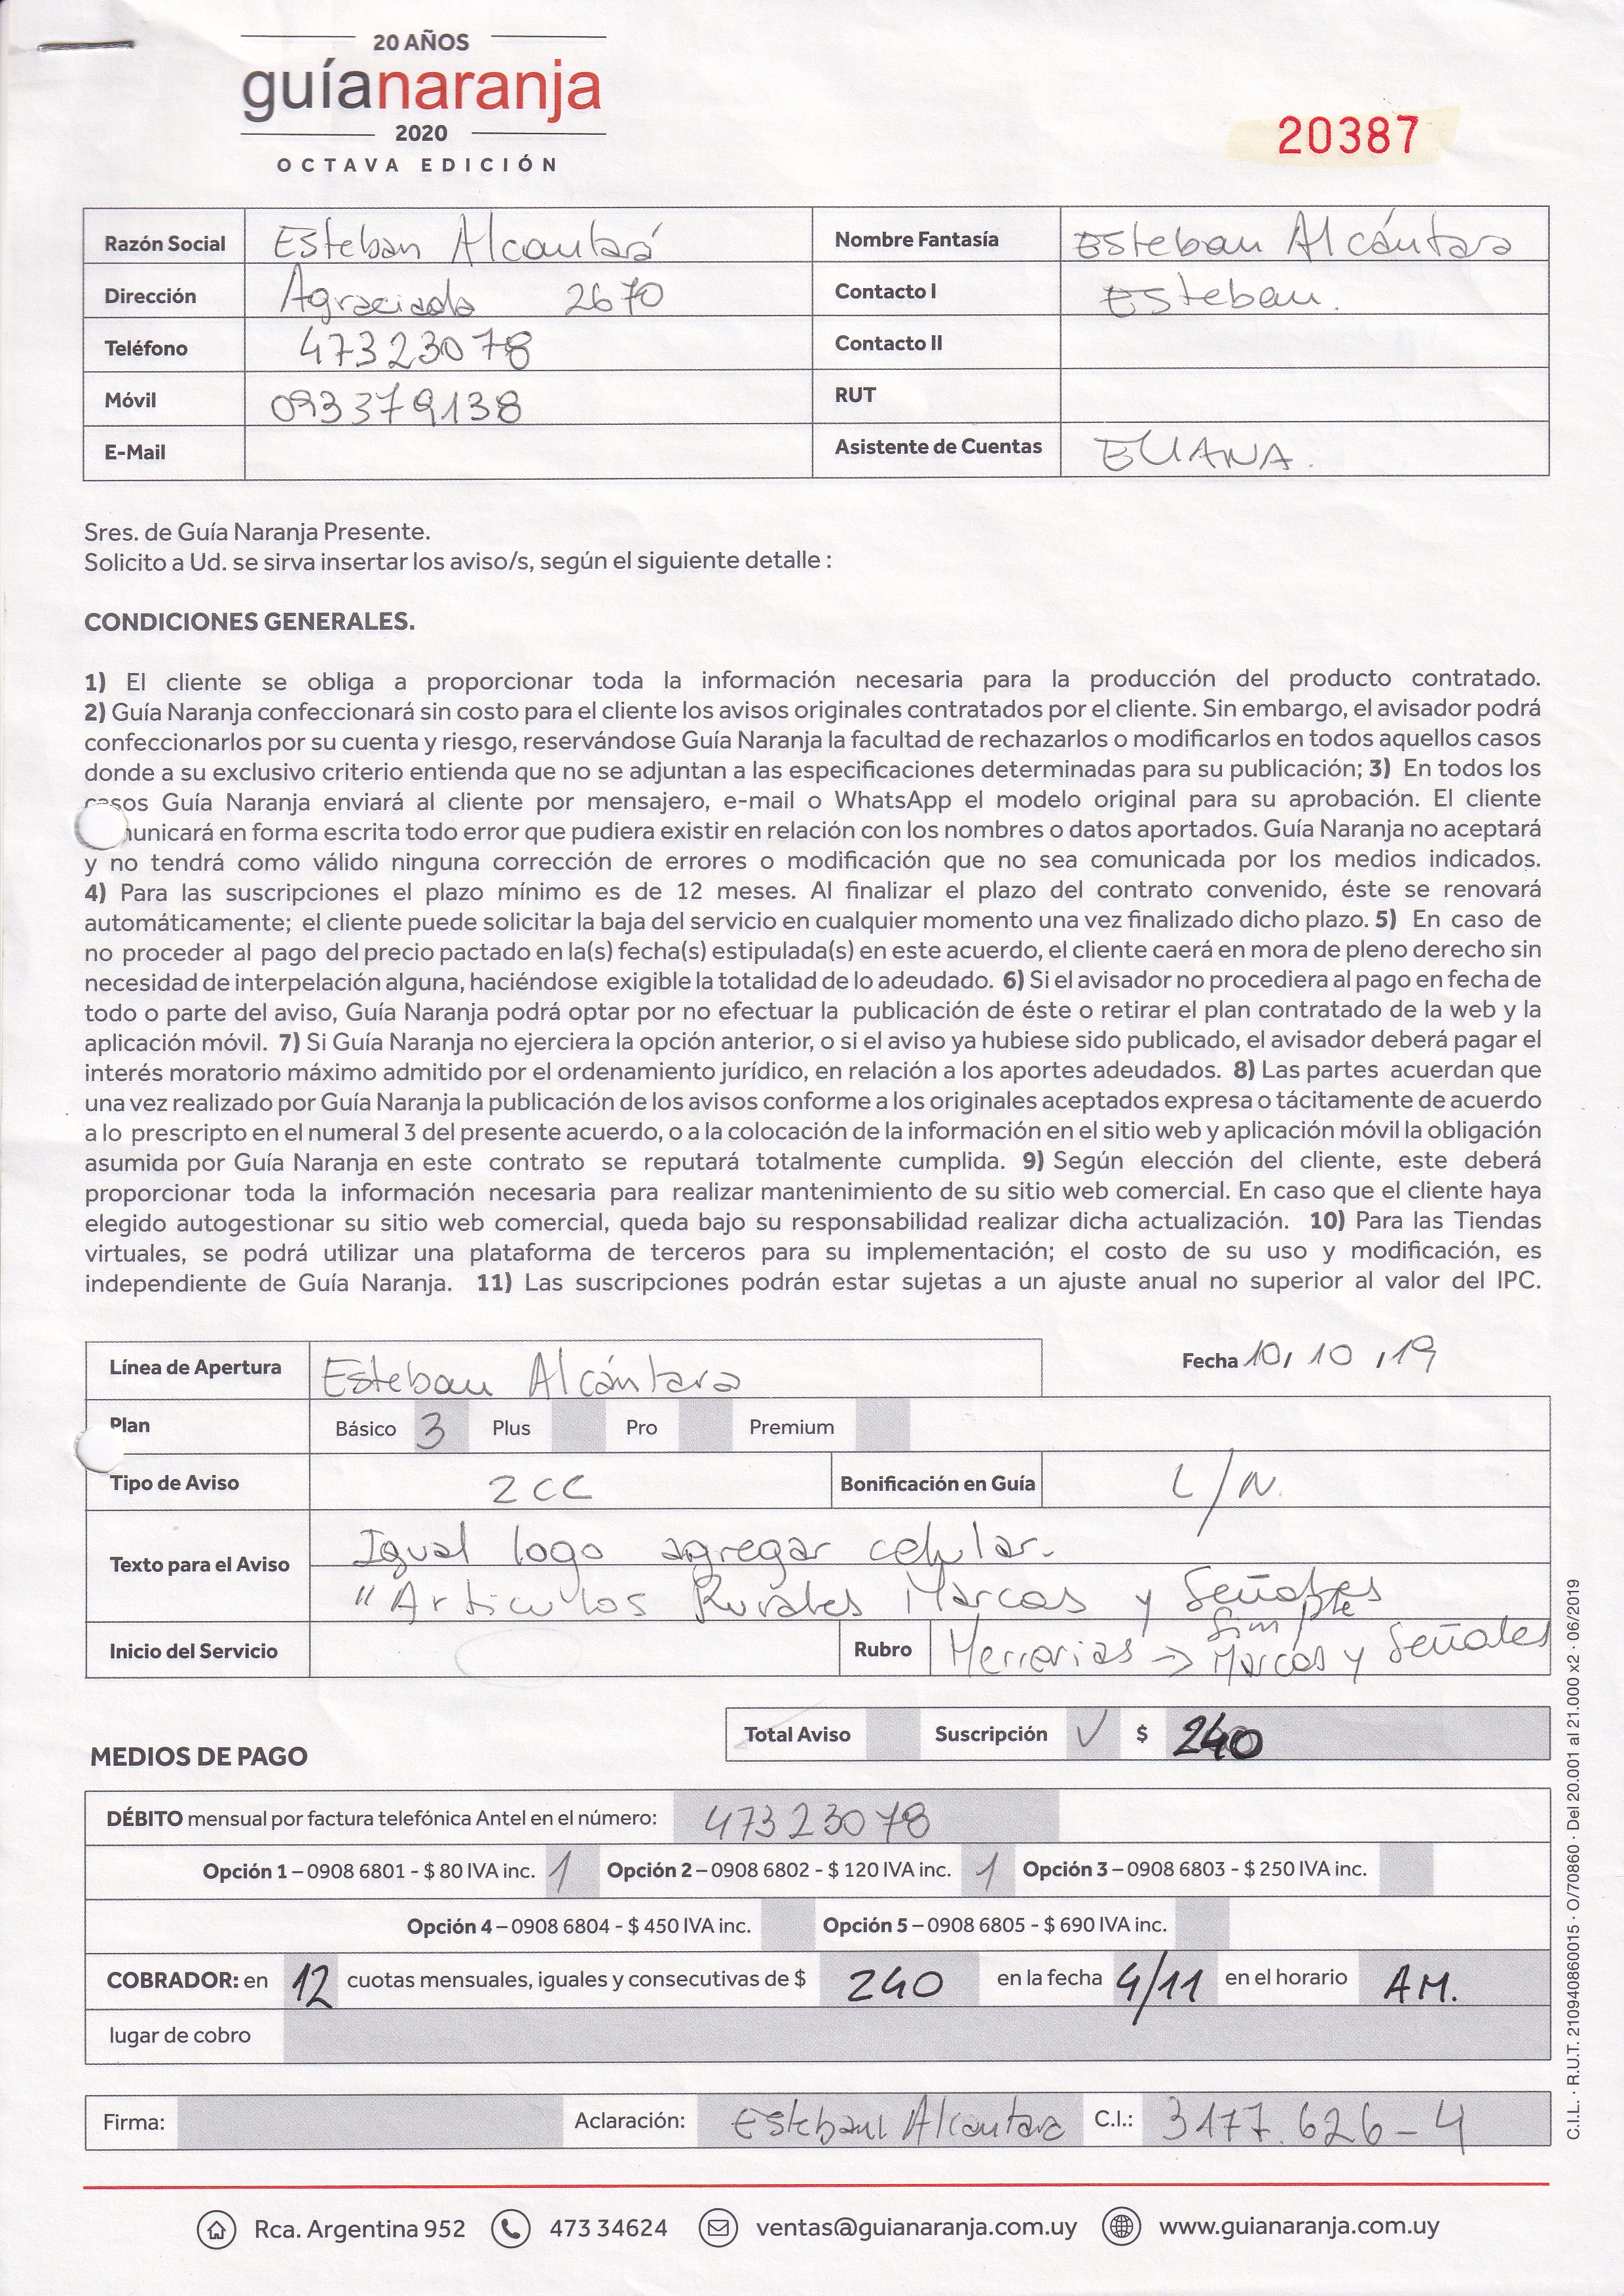 20 AÑOS
guíanaranja
2020
OCTAVA EDICIÓN
20387
Razón Social Esteban Alcantará Nombre Fantasía Esteban Alcántara
Dirección Agraciada 2670 Contacto I Esteban.
Teléfono 47323078 Contacto II
Móvil 093379138 RUT
E-Mail Asistente de Cuentas ELIANA.
Sres. de Guía Naranja Presente.
Solicito a Ud. se sirva insertar los aviso/s, según el siguiente detalle :
CONDICIONES GENERALES.
1) El cliente se obliga a proporcionar toda la información necesaria para la producción del producto contratado.
2) Guía Naranja confeccionará sin costo para el cliente los avisos originales contratados por el cliente. Sin embargo, el avisador podrá
confeccionarlos por su cuenta y riesgo, reservándose Guía Naranja la facultad de rechazarlos o modificarlos en todos aquellos casos
donde a su exclusivo criterio entienda que no se adjuntan a las especificaciones determinadas para su publicación; 3) En todos los
casos Guía Naranja enviará al cliente por mensajero, e-mail o WhatsApp el modelo original para su aprobación. El cliente
municará en forma escrita todo error que pudiera existir en relación con los nombres o datos aportados. Guía Naranja no aceptará
y no tendrá como válido ninguna corrección de errores o modificación que no sea comunicada por los medios indicados.
4) Para las suscripciones el plazo mínimo es de 12 meses. Al finalizar el plazo del contrato convenido, éste se renovará
automáticamente; el cliente puede solicitar la baja del servicio en cualquier momento una vez finalizado dicho plazo. 5) En caso de
no proceder al pago del precio pactado en la(s) fecha(s) estipulada(s) en este acuerdo, el cliente caerá en mora de pleno derecho sin
necesidad de interpelación alguna, haciéndose exigible la totalidad de lo adeudado. 6) Si el avisador no procediera al pago en fecha de
todo o parte del aviso, Guía Naranja podrá optar por no efectuar la publicación de éste o retirar el plan contratado de la web y la
aplicación móvil. 7) Si Guía Naranja no ejerciera la opción anterior, o si el aviso ya hubiese sido publicado, el avisador deberá pagar el
interés moratorio máximo admitido por el ordenamiento jurídico, en relación a los aportes adeudados. 8) Las partes acuerdan que
una vez realizado por Guía Naranja la publicación de los avisos conforme a los originales aceptados expresa o tácitamente de acuerdo
a lo prescripto en el numeral 3 del presente acuerdo, o a la colocación de la información en el sitio web y aplicación móvil la obligación
asumida por Guía Naranja en este contrato se reputará totalmente cumplida. 9) Según elección del cliente, este deberá
proporcionar toda la información necesaria para realizar mantenimiento de su sitio web comercial. En caso que el cliente haya
elegido autogestionar su sitio web comercial, queda bajo su responsabilidad realizar dicha actualización. 10) Para las Tiendas
virtuales, se podrá utilizar una plataforma de terceros para su implementación; el costo de su uso y modificación, es
independiente de Guía Naranja. 11) Las suscripciones podrán estar sujetas a un ajuste anual no superior al valor del IPC.
Línea de Apertura Esteban Alcántara Fecha 10/10/19
Plan Básico 3 Plus Pro Premium
Tipo de Aviso 2CC Bonificación en Guía L/N.
Texto para el Aviso Igual logo agregar celular.
"Articulos Rurales Marcas y Señales
Simple
Inicio del Servicio Rubro Herrerias → Marcas y Señales
Total Aviso Suscripción ✓ $ 240
MEDIOS DE PAGO
DÉBITO mensual por factura telefónica Antel en el número: 47323078
Opción 1 – 0908 6801 - $ 80 IVA inc. 1 Opción 2 – 0908 6802 - $ 120 IVA inc. 1 Opción 3 – 0908 6803 - $ 250 IVA inc.
Opción 4 – 0908 6804 - $ 450 IVA inc. Opción 5 – 0908 6805 - $ 690 IVA inc.
COBRADOR: en 12 cuotas mensuales, iguales y consecutivas de $ 240 en la fecha 4/11 en el horario A.M.
lugar de cobro
Firma: Aclaración: Esteban Alcantara C.I.: 3177.626-4
C.I.L. · R.U.T. 210940860015 · O/70860 · Del 20.001 al 21.000 x2 · 06/2019
Rca. Argentina 952 473 34624 ventas@guianaranja.com.uy www.guianaranja.com.uy